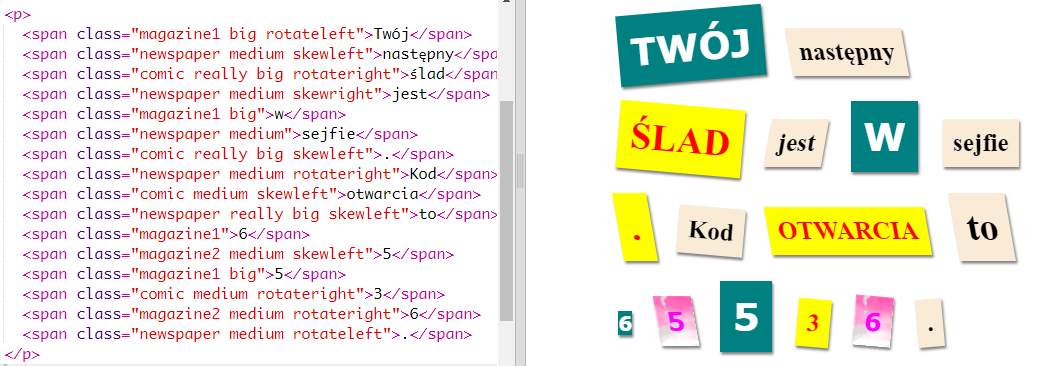 <p>
<span class="magazine1 big rotateleft">Twój</span>
<span class="newspaper medium skewleft">następny</spa
<span class="comic really big rotateright">ślad</span
<span class="newspaper medium skewright">jest</span>
<span class="magazine1 big">w</span>
<span class="newspaper medium">sejfie</span>
<span class="comic really big skewleft">.</span>
<span class="newspaper medium rotateright">Kod</span>
<span class="comic medium skewleft">otwarcia</span>
<span class="newspaper really big skewleft">to</span>
<span class="magazine1">6</span>
<span class="magazine2 medium skewleft">5</span>
<span class="magazine1 big">5</span>
<span class="comic medium rotateright">3</span>
<span class="magazine2 medium rotateright">6</span>
<span class="newspaper medium rotateleft">.</span>
</p>
TWÓJ następny
ŚLAD jest W sejfie
. Kod OTWARCIA to
6 5 5 3 6 .